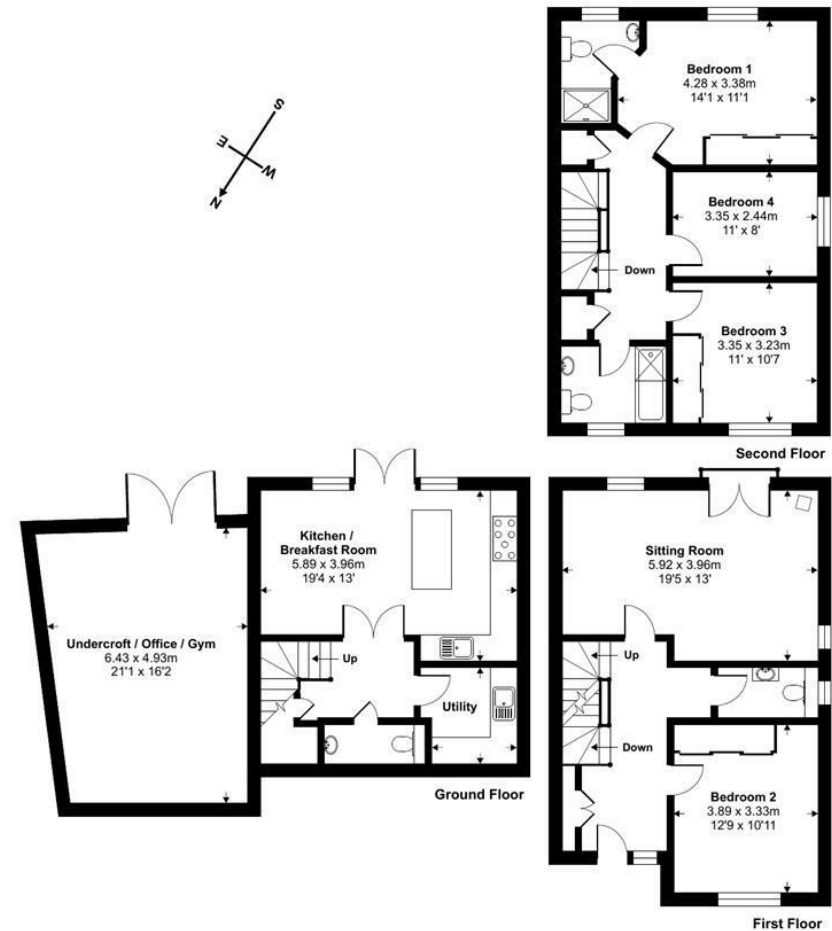 Bedroom 1
4.28 x 3.38m
14'1 x 11'1
Bedroom 4
3.35 x 2.44m
11' x 8'
Down
Bedroom 3
3.35 x 3.23m
11' x 10'7
Second Floor
S
E
W
N
Kitchen /
Breakfast Room
5.89 x 3.96m
19'4 x 13'
Undercroft / Office / Gym
6.43 x 4.93m
21'1 x 16'2
Up
Utility
Ground Floor
Sitting Room
5.92 x 3.96m
19'5 x 13'
Up
Down
Bedroom 2
3.89 x 3.33m
12'9 x 10'11
First Floor